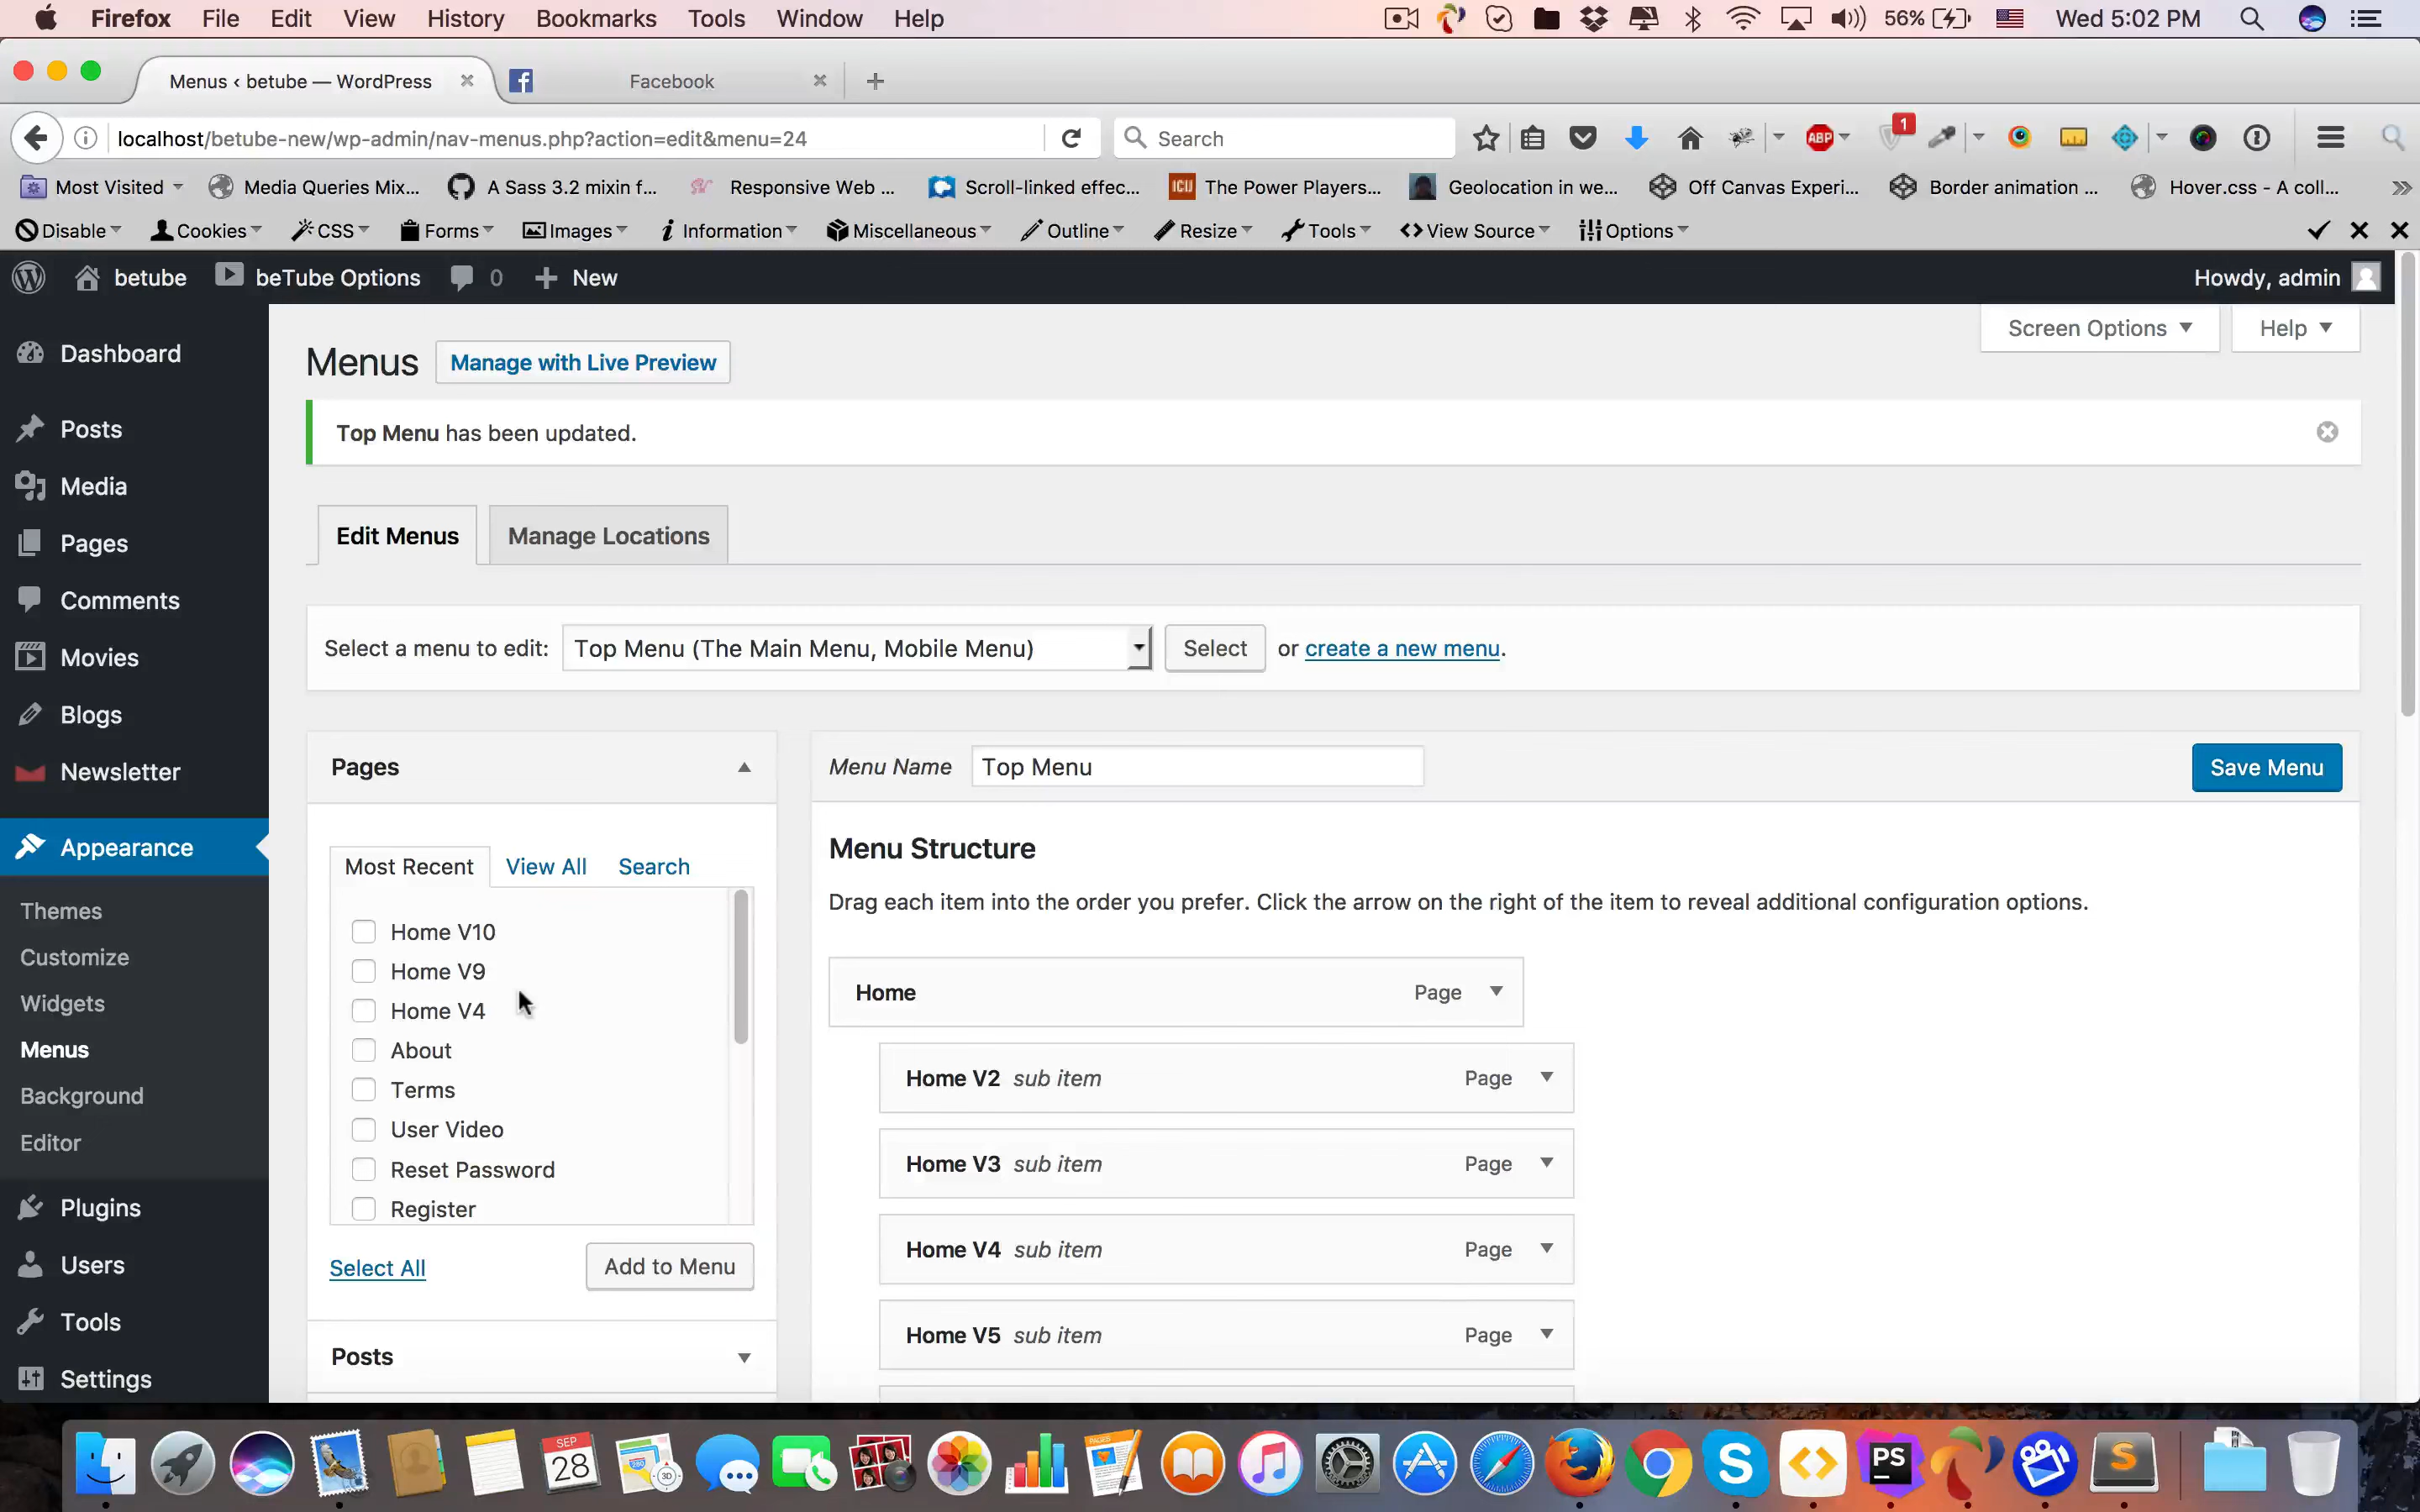 Firefox File Edit View History Bookmarks Tools Window Help 56% Wed 5:02 PM
Menus ‹ betube — WordPress Facebook
localhost/betube-new/wp-admin/nav-menus.php?action=edit&menu=24 Search ABP 1
Most Visited Media Queries Mix... A Sass 3.2 mixin f... Responsive Web ... Scroll-linked effec... ICIJ The Power Players... Geolocation in we... Off Canvas Experi... Border animation ... Hover.css - A coll...
Disable Cookies CSS Forms Images Information Miscellaneous Outline Resize Tools View Source Options
betube beTube Options 0 New Howdy, admin
Screen Options Help
Dashboard
Posts
Media
Pages
Comments
Movies
Blogs
Newsletter
Appearance
Themes
Customize
Widgets
Menus
Background
Editor
Plugins
Users
Tools
Settings
Menus Manage with Live Preview
Top Menu has been updated.
Edit Menus Manage Locations
Select a menu to edit: Top Menu (The Main Menu, Mobile Menu) Select or create a new menu.
Pages
Most Recent View All Search
Home V10
Home V9
Home V4
About
Terms
User Video
Reset Password
Register
Select All Add to Menu
Posts
Menu Name Top Menu Save Menu
Menu Structure
Drag each item into the order you prefer. Click the arrow on the right of the item to reveal additional configuration options.
Home Page
Home V2 sub item Page
Home V3 sub item Page
Home V4 sub item Page
Home V5 sub item Page
SEP
28
280
3D
PAGES
PS
S